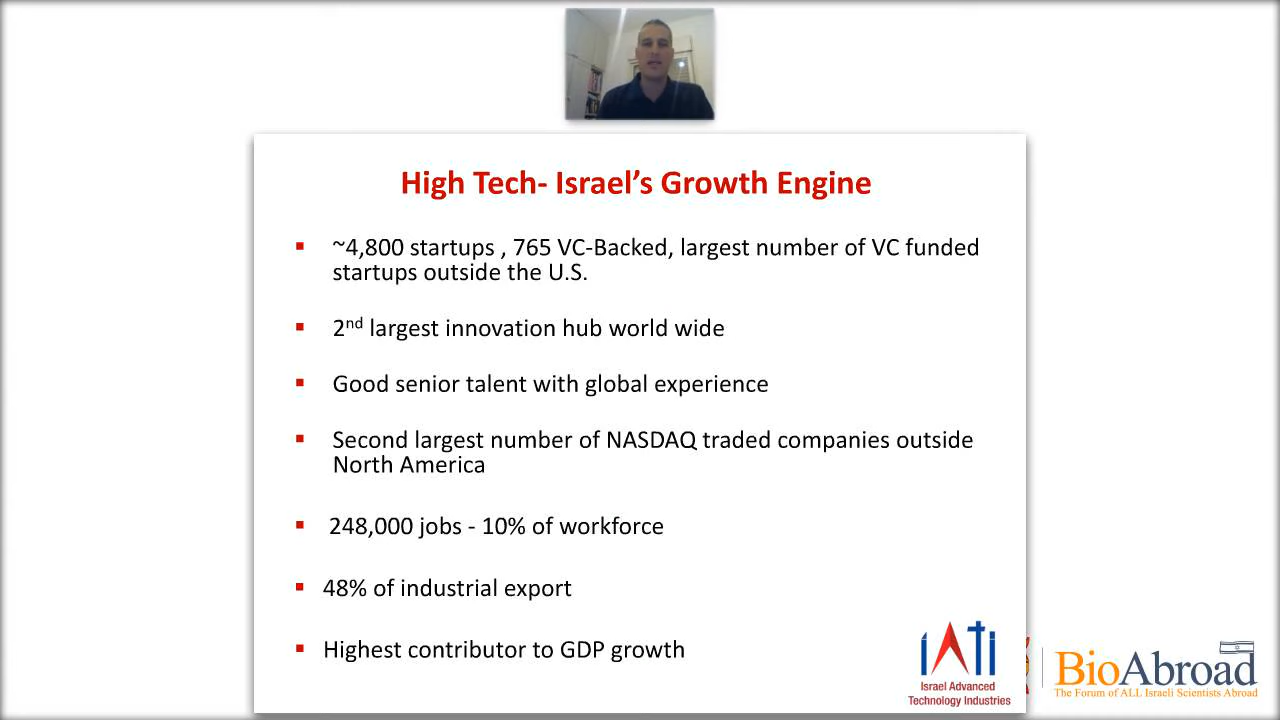 High Tech- Israel’s Growth Engine
~4,800 startups , 765 VC-Backed, largest number of VC funded
startups outside the U.S.
2nd largest innovation hub world wide
Good senior talent with global experience
Second largest number of NASDAQ traded companies outside
North America
248,000 jobs - 10% of workforce
48% of industrial export
Highest contributor to GDP growth
IATI
Israel Advanced
Technology Industries
BioAbroad
The Forum of ALL Israeli Scientists Abroad